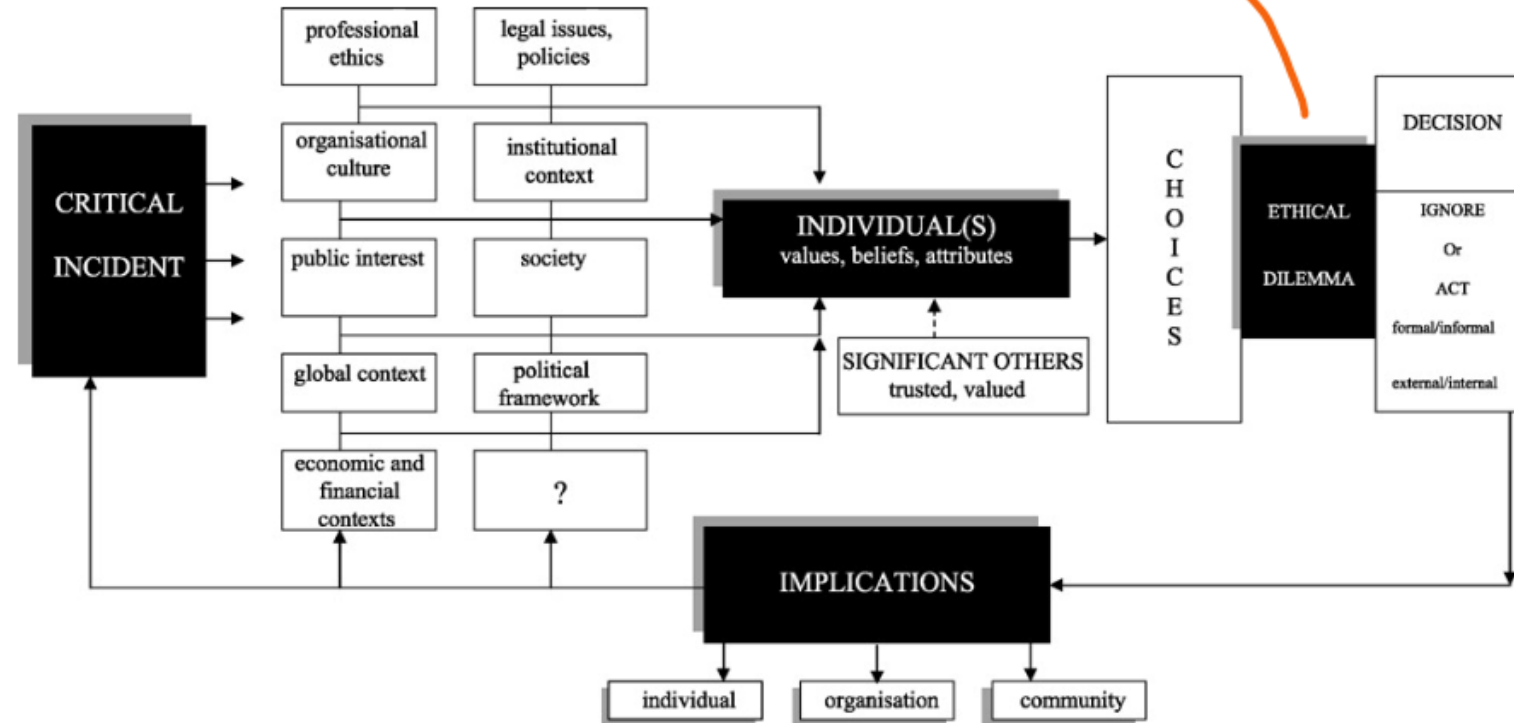 CRITICAL
INCIDENT
professional
ethics
legal issues,
policies
organisational
culture
institutional
context
public interest
society
global context
political
framework
economic and
financial
contexts
?
INDIVIDUAL(S)
values, beliefs, attributes
SIGNIFICANT OTHERS
trusted, valued
C
H
O
I
C
E
S
ETHICAL
DILEMMA
DECISION
IGNORE
Or
ACT
formal/informal
external/internal
IMPLICATIONS
individual
organisation
community